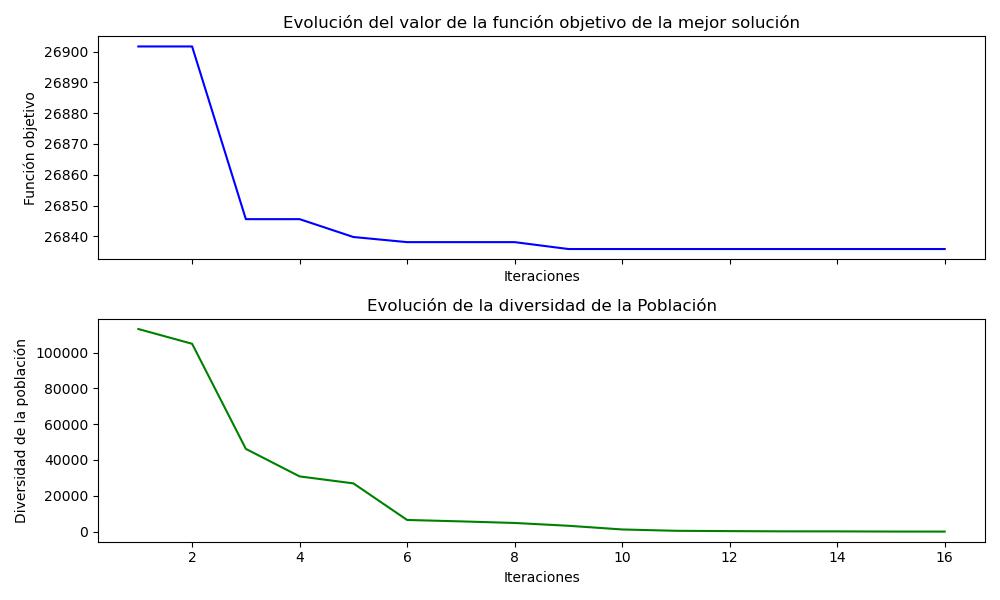 Evolución del valor de la función objetivo de la mejor solución
26900
26890
26880
26870
26860
26850
26840
Función objetivo
Iteraciones
Evolución de la diversidad de la Población
100000
80000
60000
40000
20000
0
Diversidad de la población
2 4 6 8 10 12 14 16
Iteraciones